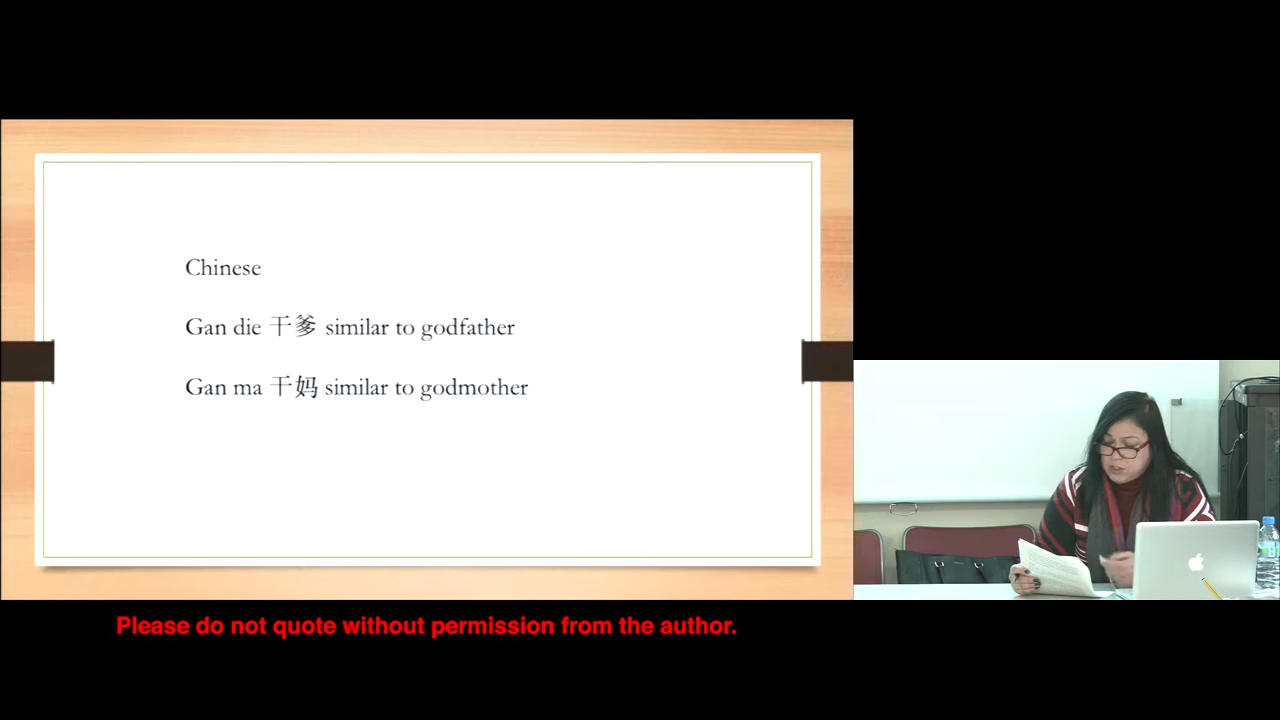 Chinese
Gan die 干爹 similar to godfather
Gan ma 干妈 similar to godmother
Please do not quote without permission from the author.